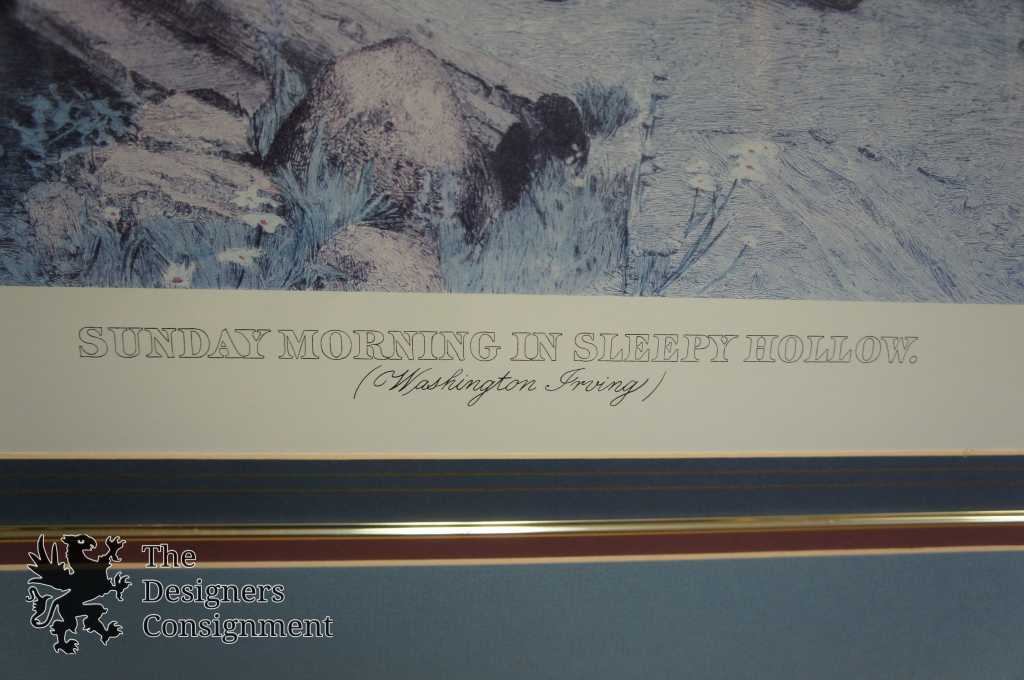 SUNDAY MORNING IN SLEEPY HOLLOW.
(Washington Irving)
The
Designers
Consignment